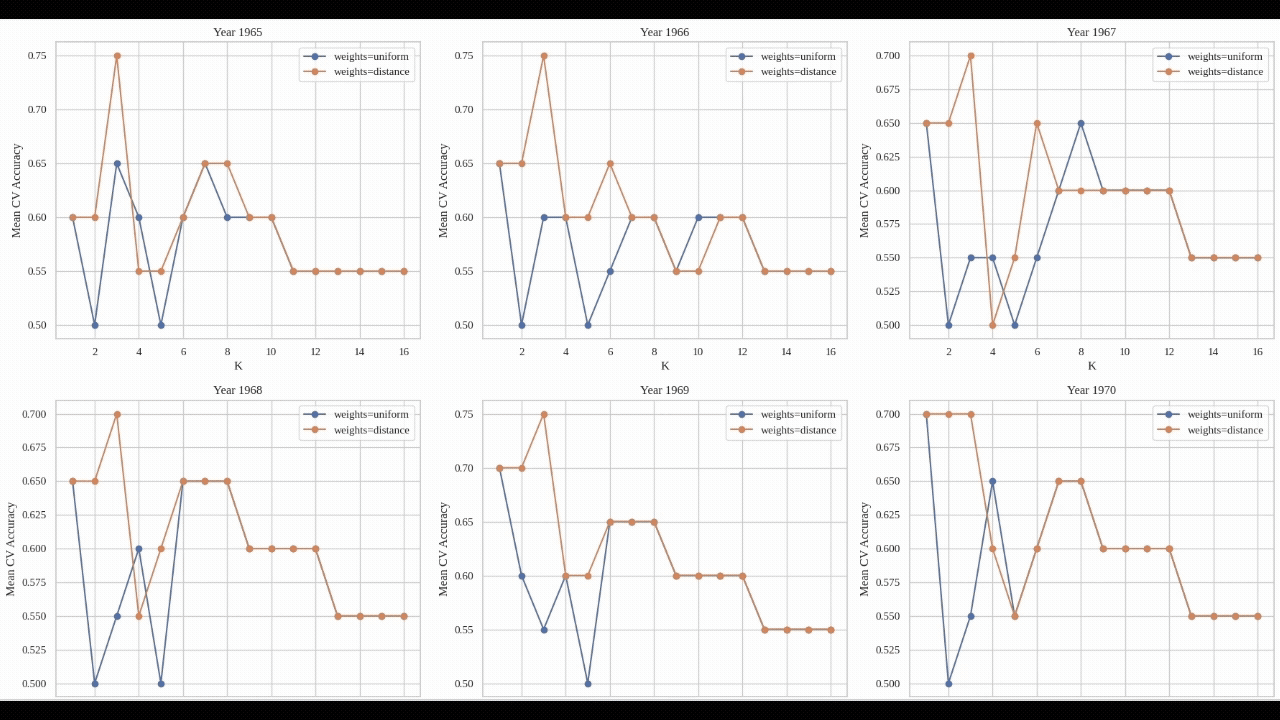 Year 1965
weights=uniform
weights=distance
0.75
0.70
0.65
0.60
0.55
0.50
Mean CV Accuracy
2 4 6 8 10 12 14 16
K
Year 1966
weights=uniform
weights=distance
0.75
0.70
0.65
0.60
0.55
0.50
Mean CV Accuracy
2 4 6 8 10 12 14 16
K
Year 1967
weights=uniform
weights=distance
0.700
0.675
0.650
0.625
0.600
0.575
0.550
0.525
0.500
Mean CV Accuracy
2 4 6 8 10 12 14 16
K
Year 1968
weights=uniform
weights=distance
0.700
0.675
0.650
0.625
0.600
0.575
0.550
0.525
0.500
Mean CV Accuracy
Year 1969
weights=uniform
weights=distance
0.75
0.70
0.65
0.60
0.55
0.50
Mean CV Accuracy
Year 1970
weights=uniform
weights=distance
0.700
0.675
0.650
0.625
0.600
0.575
0.550
0.525
0.500
Mean CV Accuracy